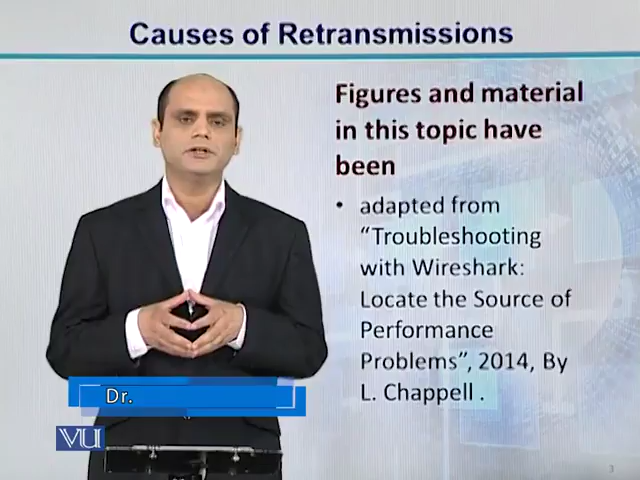 Causes of Retransmissions
Figures and material
in this topic have
been
• adapted from
“Troubleshooting
with Wireshark:
Locate the Source of
Performance
Problems”, 2014, By
L. Chappell .
Dr.
VU
3